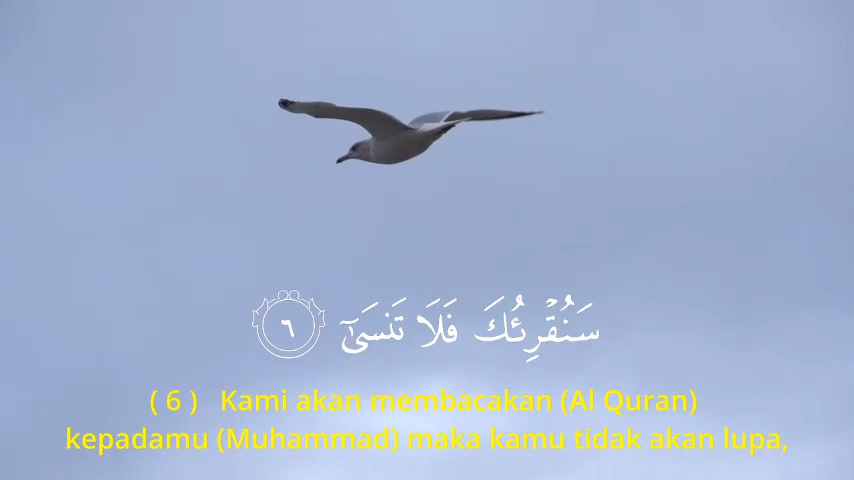 سَنُقْرِئُكَ فَلَا تَنسَىٰٓ ٦
( 6 ) Kami akan membacakan (Al Quran)
kepadamu (Muhammad) maka kamu tidak akan lupa,